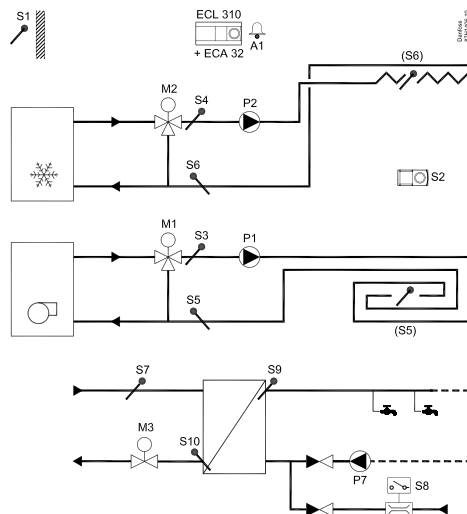 S1
ECL 310
A1
+ ECA 32
Danfoss
(S6)
M2
S4
P2
S6
S2
M1
S3
P1
S5
(S5)
S7
S9
M3
S10
P7
S8